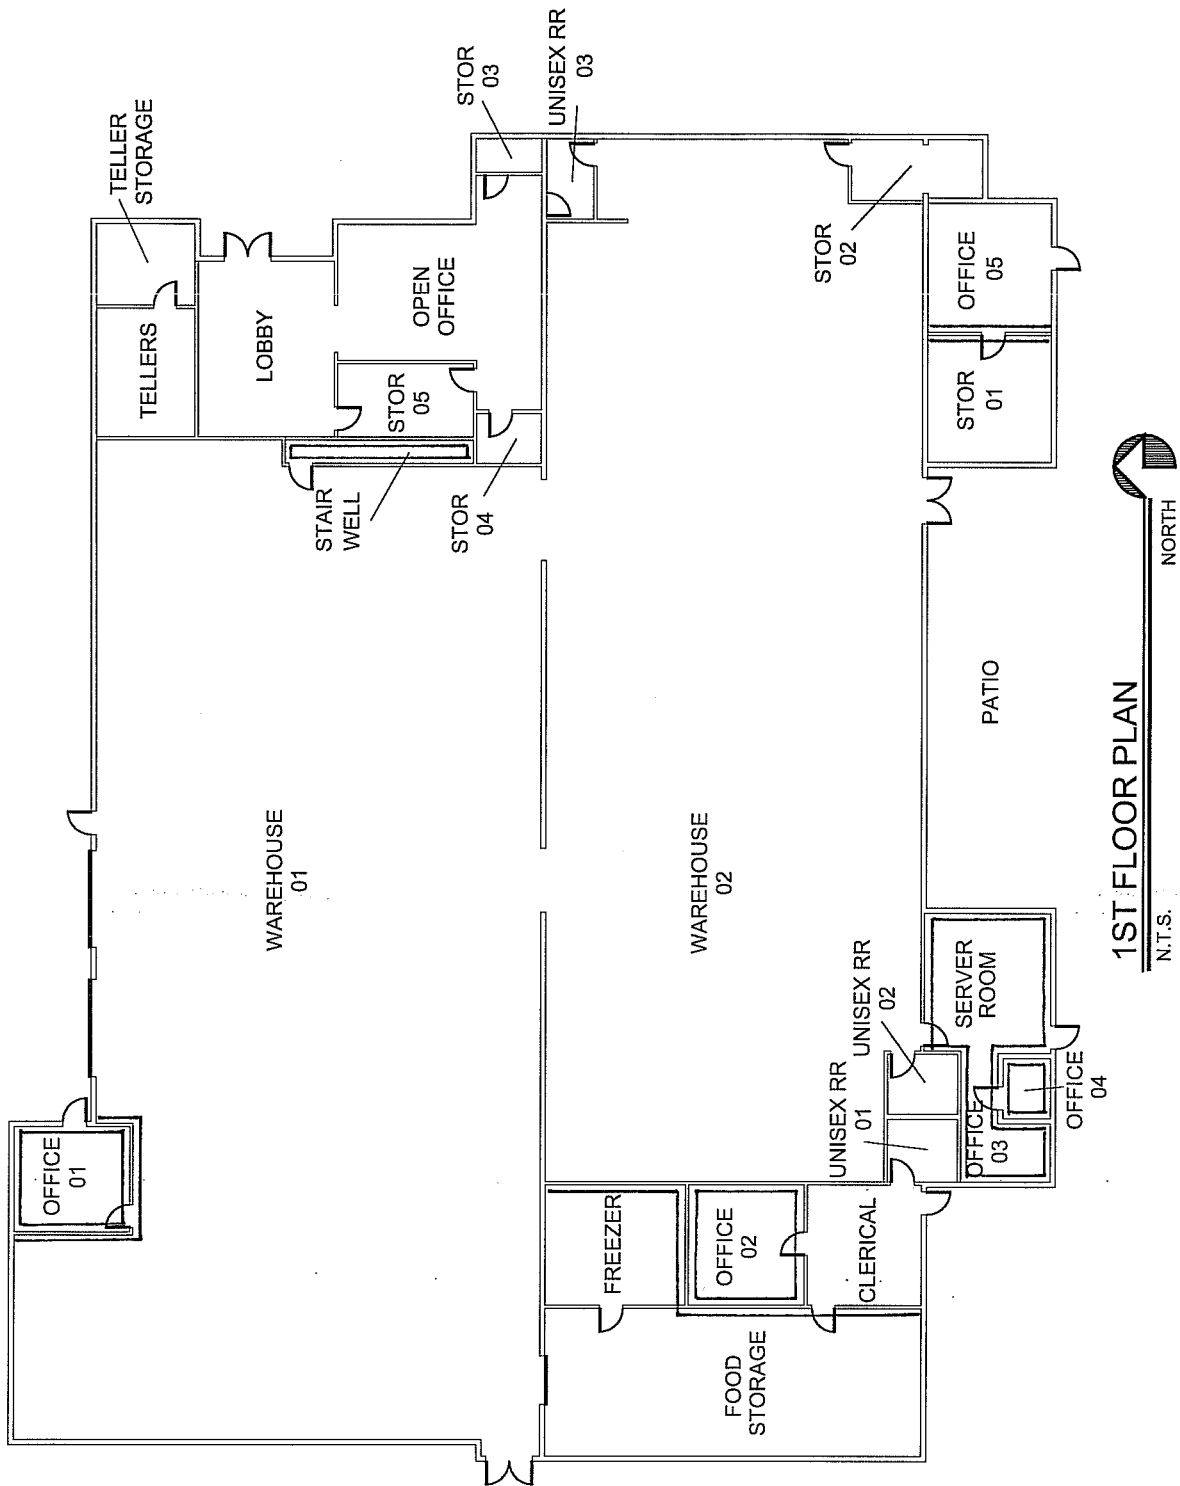 TELLER
STORAGE
TELLERS
LOBBY
STOR
03
UNISEX RR
03
OPEN
OFFICE
STOR
05
STAIR
WELL
STOR
04
STOR
02
OFFICE
05
STOR
01
WAREHOUSE
01
WAREHOUSE
02
PATIO
OFFICE
01
UNISEX RR
02
UNISEX RR
01
SERVER
ROOM
OFFICE
03
OFFICE
04
FREEZER
OFFICE
02
CLERICAL
FOOD
STORAGE
1ST FLOOR PLAN
N.T.S.
NORTH